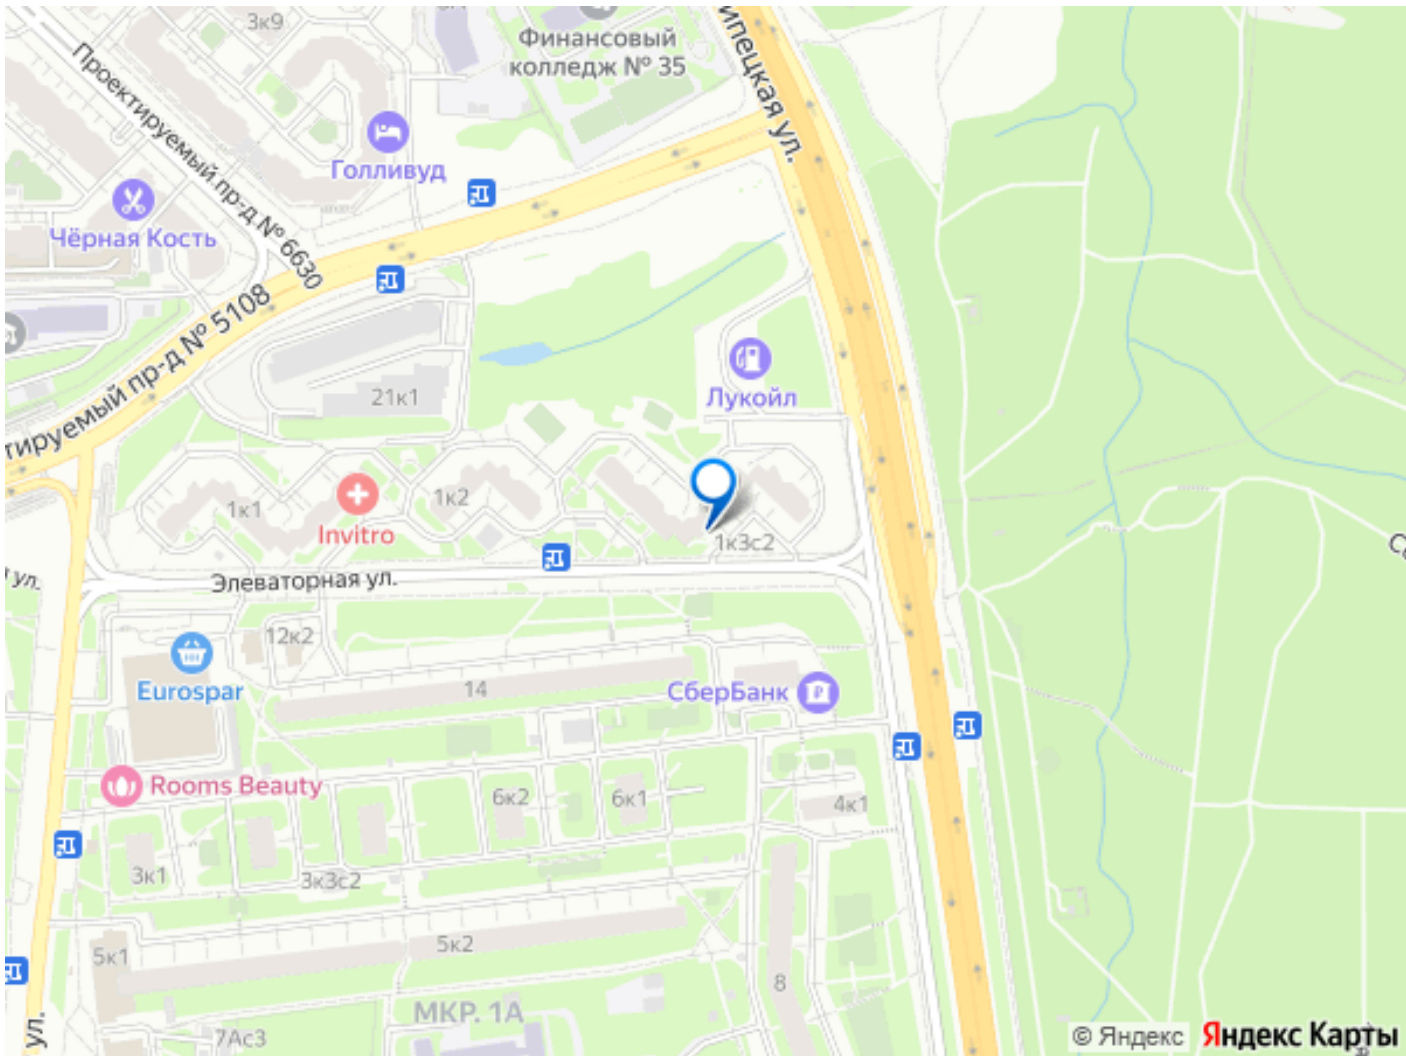 3к9
Финансовый
колледж № 35
ипецкая ул.
Проектируемый пр-д № 6630
Голливуд
Чёрная Кость
тируемый пр-д № 5108
21к1
Лукойл
1к1
1к2
Invitro
1к3с2
Элеваторная ул.
ул.
12к2
Eurospar
14
СберБанк
Rooms Beauty
6к2
6к1
4к1
3к1
3к3с2
5к1
5к2
8
МКР. 1А
7Ас3
ул.
© Яндекс
Яндекс Карты